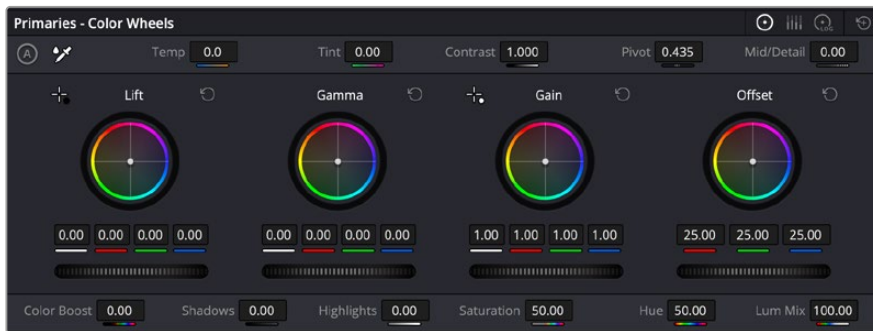 Primaries - Color Wheels
LOG
A Temp 0.0 Tint 0.00 Contrast 1.000 Pivot 0.435 Mid/Detail 0.00
Lift Gamma Gain Offset
0.00 0.00 0.00 0.00 0.00 0.00 0.00 0.00 1.00 1.00 1.00 1.00 25.00 25.00 25.00
Color Boost 0.00 Shadows 0.00 Highlights 0.00 Saturation 50.00 Hue 50.00 Lum Mix 100.00